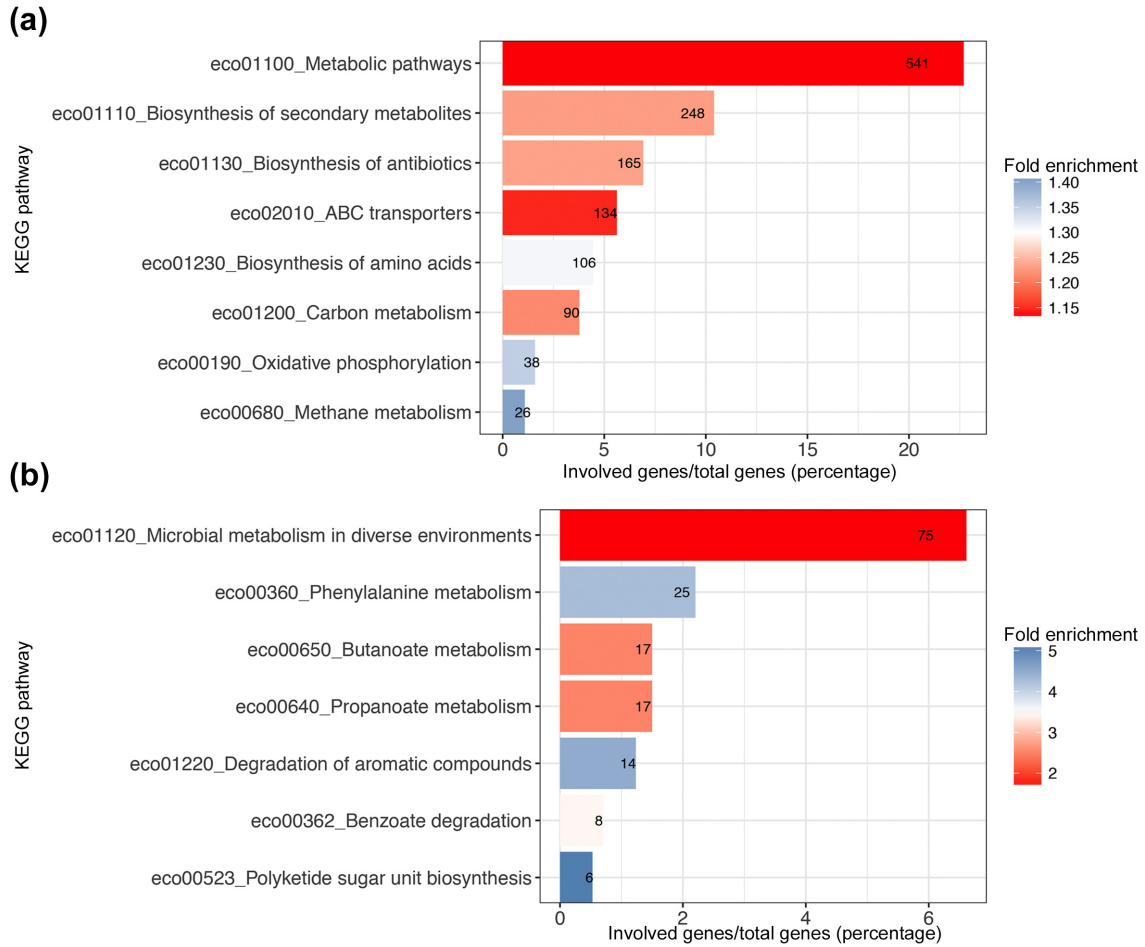 (a)
eco01100_Metabolic pathways
541
eco01110_Biosynthesis of secondary metabolites
248
eco01130_Biosynthesis of antibiotics
165
eco02010_ABC transporters
134
eco01230_Biosynthesis of amino acids
106
eco01200_Carbon metabolism
90
eco00190_Oxidative phosphorylation
38
eco00680_Methane metabolism
26
KEGG pathway
0 5 10 15 20
Involved genes/total genes (percentage)
Fold enrichment
1.40
1.35
1.30
1.25
1.20
1.15
(b)
eco01120_Microbial metabolism in diverse environments
75
eco00360_Phenylalanine metabolism
25
eco00650_Butanoate metabolism
17
eco00640_Propanoate metabolism
17
eco01220_Degradation of aromatic compounds
14
eco00362_Benzoate degradation
8
eco00523_Polyketide sugar unit biosynthesis
6
KEGG pathway
0 2 4 6
Involved genes/total genes (percentage)
Fold enrichment
5
4
3
2